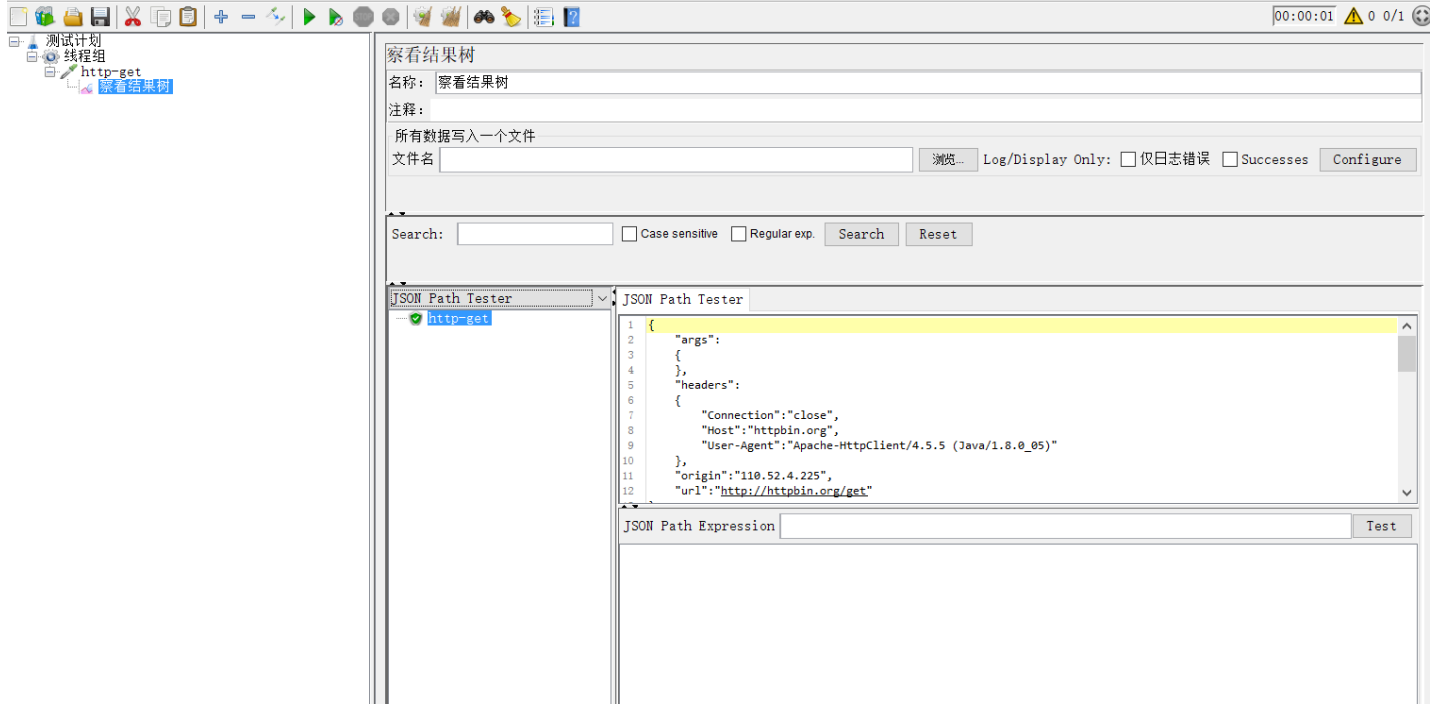 00:00:01 0 0/1
测试计划
线程组
http-get
察看结果树
察看结果树
名称： 察看结果树
注释：
所有数据写入一个文件
文件名 浏览… Log/Display Only: 仅日志错误 Successes Configure
Search: Case sensitive Regular exp. Search Reset
JSON Path Tester
http-get
JSON Path Tester
1 {
2 "args":
3 {
4 },
5 "headers":
6 {
7 "Connection":"close",
8 "Host":"httpbin.org",
9 "User-Agent":"Apache-HttpClient/4.5.5 (Java/1.8.0_05)"
10 },
11 "origin":"110.52.4.225",
12 "url":"http://httpbin.org/get"
JSON Path Expression Test